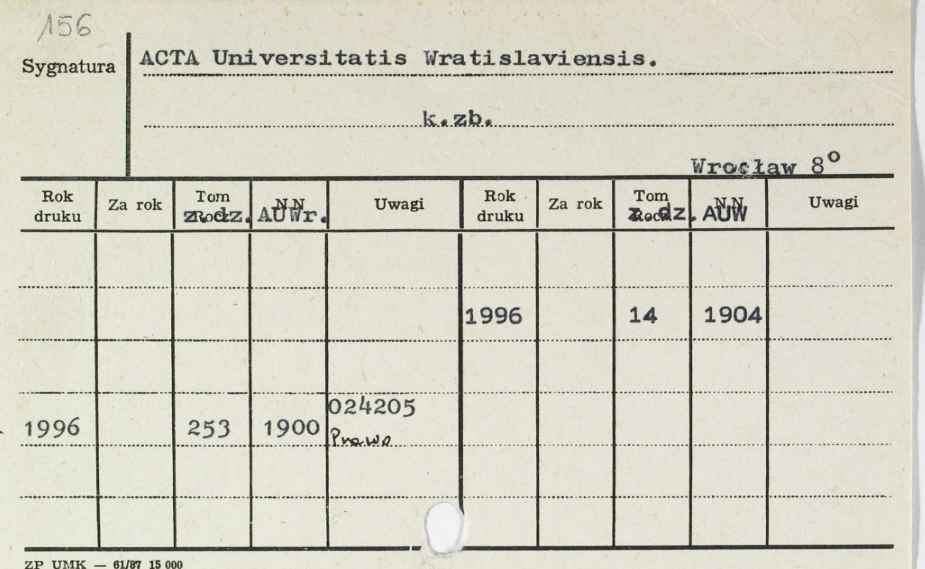 156
Sygnatura
ACTA Universitatis Wratislaviensis.
k.zb.
Wrocław 8°
Rok druku Za rok Tom z. dz. N.N AUWr. Uwagi Rok druku Za rok Tom z. dz. N.N AUW Uwagi
1996 14 1904
024205
1996 253 1900 Prawo
ZP UMK — 61/87 15 000